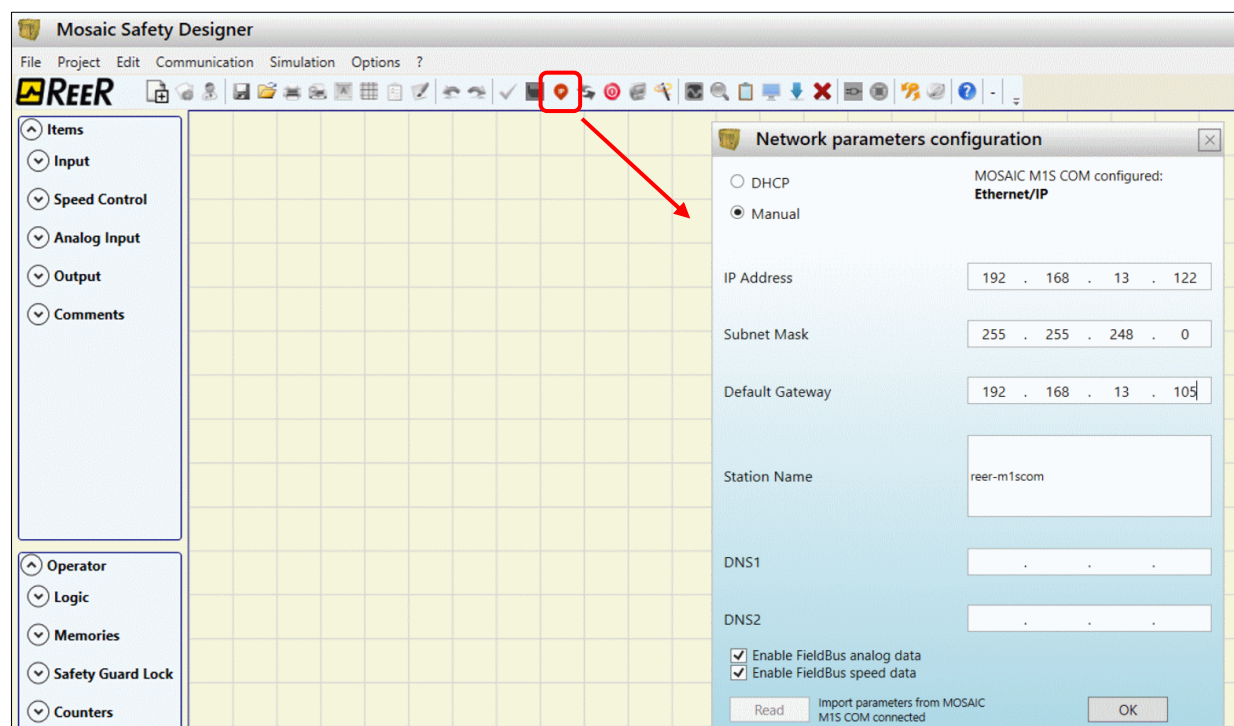 Mosaic Safety Designer
File Project Edit Communication Simulation Options ?
REER
Items
Input
Speed Control
Analog Input
Output
Comments
Operator
Logic
Memories
Safety Guard Lock
Counters
Network parameters configuration
DHCP
Manual
MOSAIC M1S COM configured:
Ethernet/IP
IP Address 192 . 168 . 13 . 122
Subnet Mask 255 . 255 . 248 . 0
Default Gateway 192 . 168 . 13 . 105
Station Name reer-m1scom
DNS1 . . .
DNS2 . . .
Enable FieldBus analog data
Enable FieldBus speed data
Read
Import parameters from MOSAIC
M1S COM connected
OK